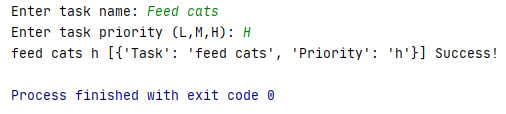 Enter task name: Feed cats
Enter task priority (L,M,H): H
feed cats h [{'Task': 'feed cats', 'Priority': 'h'}] Success!
Process finished with exit code 0